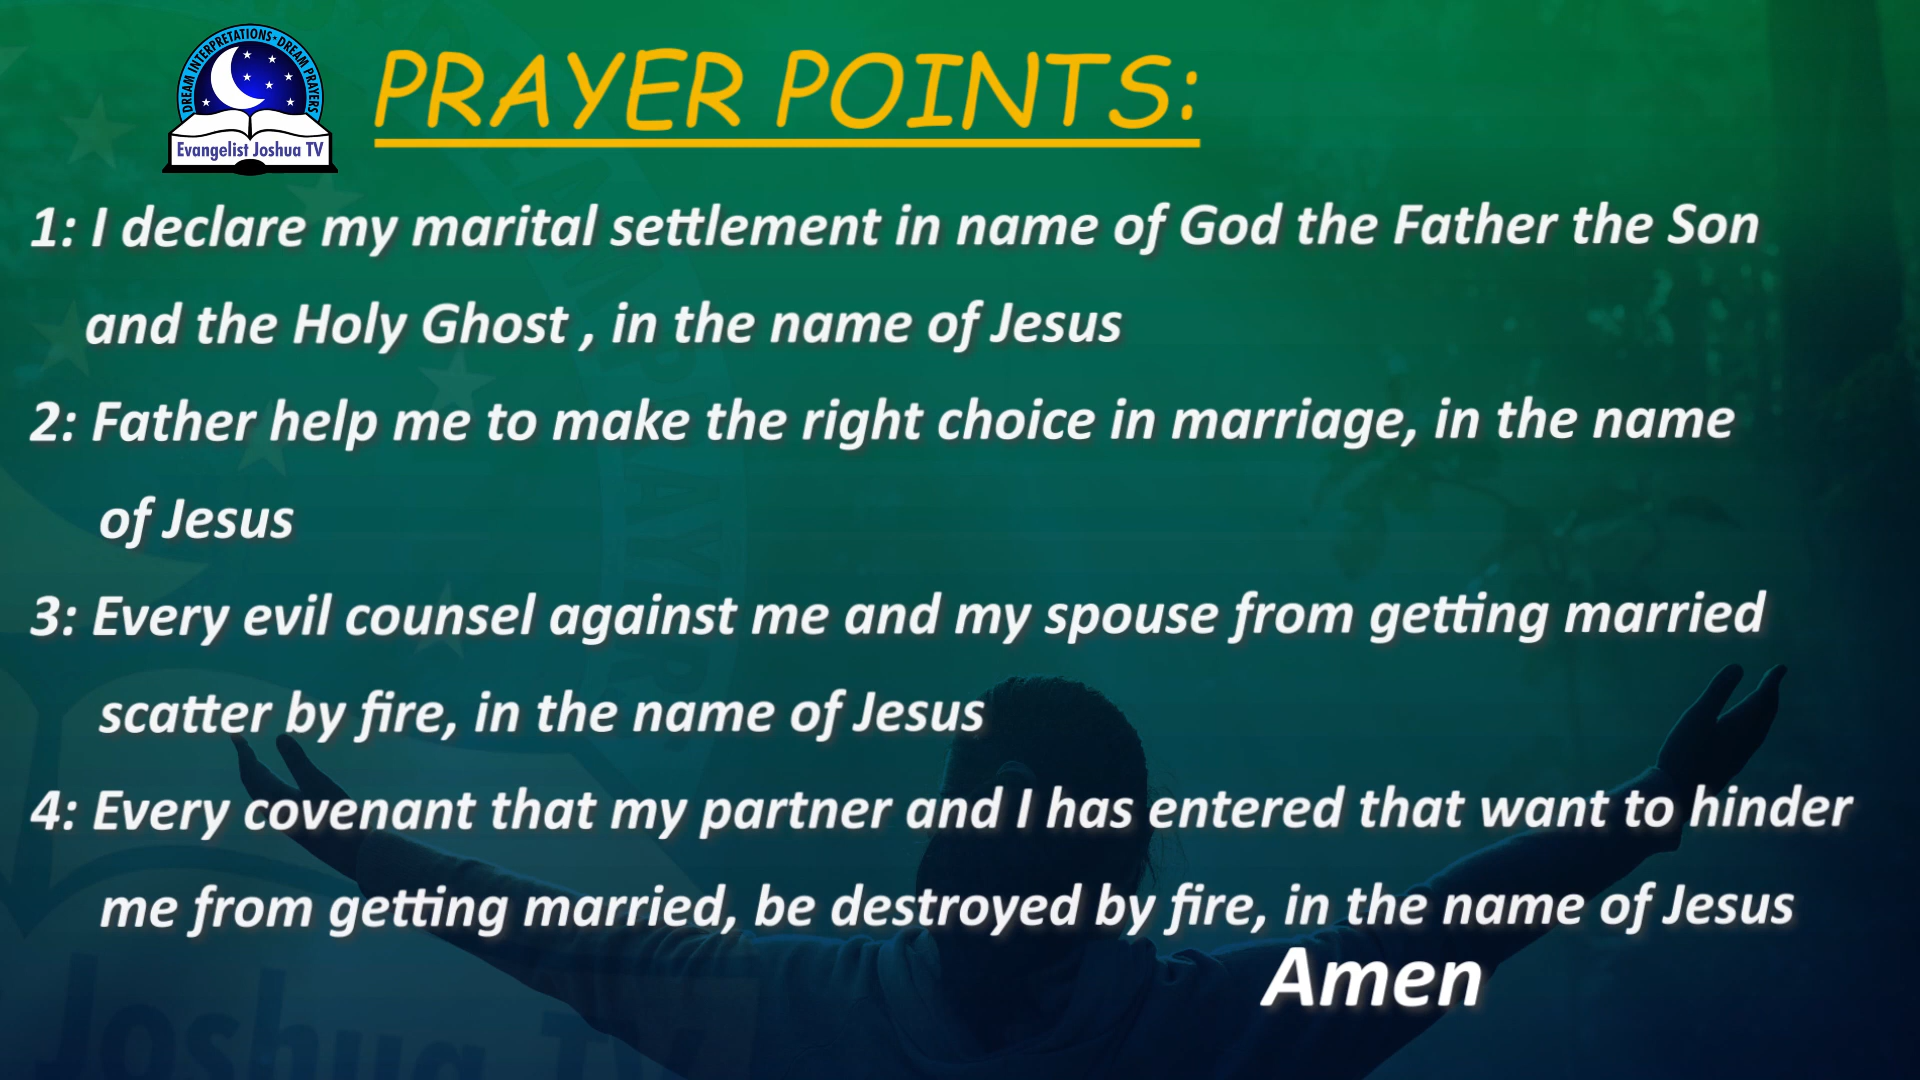 DREAM INTERPRETATIONS • DREAM PRAYERS
Evangelist Joshua TV
PRAYER POINTS:
1: I declare my marital settlement in name of God the Father the Son
and the Holy Ghost , in the name of Jesus
2: Father help me to make the right choice in marriage, in the name
of Jesus
3: Every evil counsel against me and my spouse from getting married
scatter by fire, in the name of Jesus
4: Every covenant that my partner and I has entered that want to hinder
me from getting married, be destroyed by fire, in the name of Jesus
Amen
Joshua TV